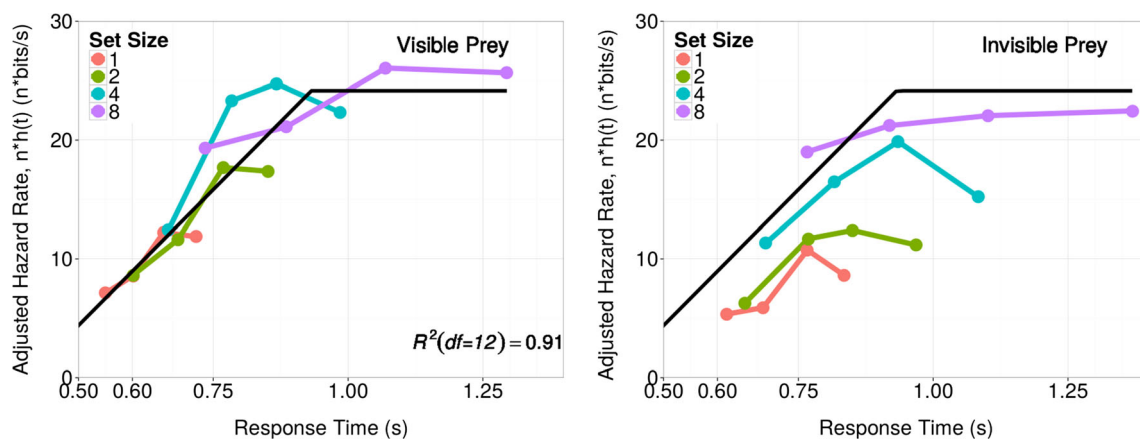 Adjusted Hazard Rate, n*h(t) (n*bits/s)
30
20
10
0
Set Size
1
2
4
8
Visible Prey
R²(df=12)=0.91
0.50 0.60 0.75 1.00 1.25
Response Time (s)
Adjusted Hazard Rate, n*h(t) (n*bits/s)
30
20
10
0
Set Size
1
2
4
8
Invisible Prey
0.50 0.60 0.75 1.00 1.25
Response Time (s)